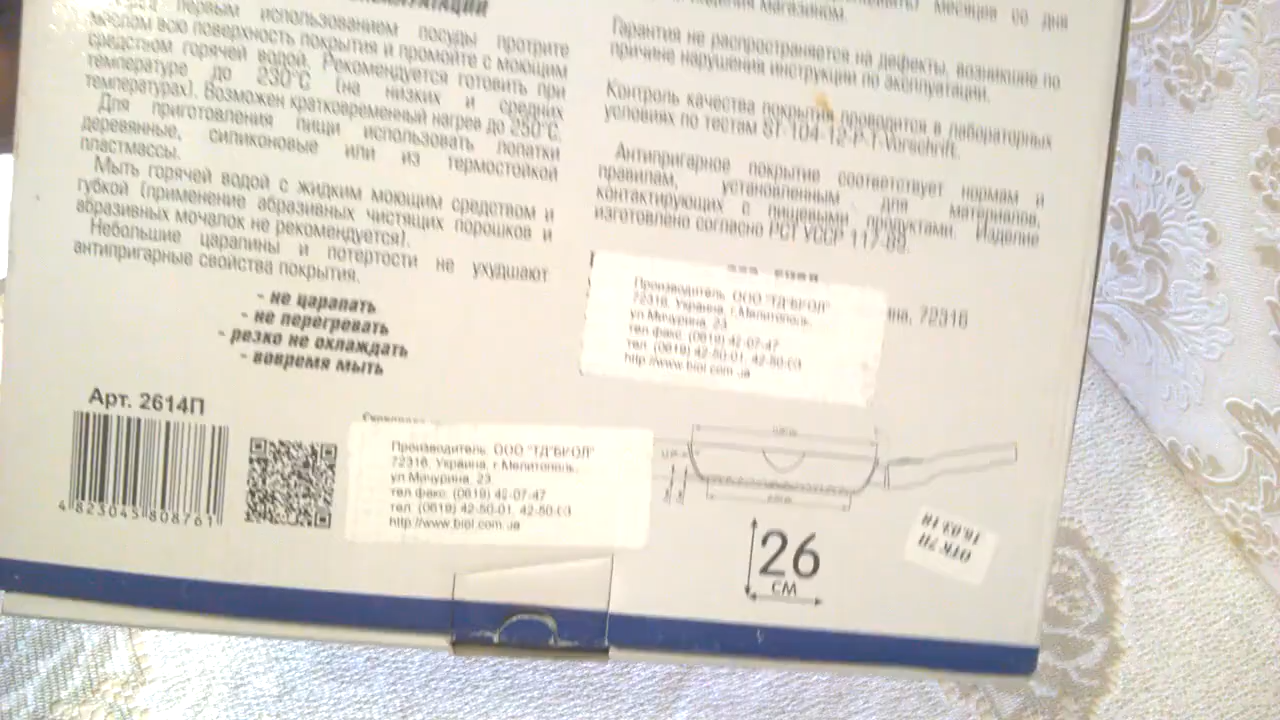 первым использованием посуды протрите
маслом всю поверхность покрытия и промойте с моющим
средством горячей водой. Рекомендуется готовить при
температуре до 230°С (на низких и средних
температурах). Возможен кратковременный нагрев до 250°С.
Для приготовления пищи использовать лопатки
деревянные, силиконовые или из термостойкой
пластмассы.
Мыть горячей водой с жидким моющим средством и
губкой (применение абразивных чистящих порошков и
абразивных мочалок не рекомендуется).
Небольшие царапины и потертости не ухудшают
антипригарные свойства покрытия.
- не царапать
- не перегревать
- резко не охлаждать
- вовремя мыть
Арт. 2614П
4 823045 808761
месяцев со дня
магазином.
Гарантия не распространяется на дефекты, возникшие по
причине нарушения инструкции по эксплуатации.
Контроль качества покрытия проводится в лабораторных
условиях по тестам ST-104-12-P-T-Vorschrift.
Антипригарное покрытие соответствует нормам и
правилам, установленным для материалов,
контактирующих с пищевыми продуктами. Изделие
изготовлено согласно РСТ УССР 117-88.
Производитель: ООО "ТД"БИОЛ"
72316, Украина, г.Мелитополь,
ул.Мичурина, 23
тел.факс: (0619) 42-07-47
тел. (0619) 42-50-01, 42-50-03
http://www.biol.com.ua
72316
Производитель: ООО "ТД"БИОЛ"
72316, Украина, г.Мелитополь,
ул.Мичурина, 23
тел.факс: (0619) 42-07-47
тел. (0619) 42-50-01, 42-50-03
http://www.biol.com.ua
26
СМ
ОТК 7П
16.03.18